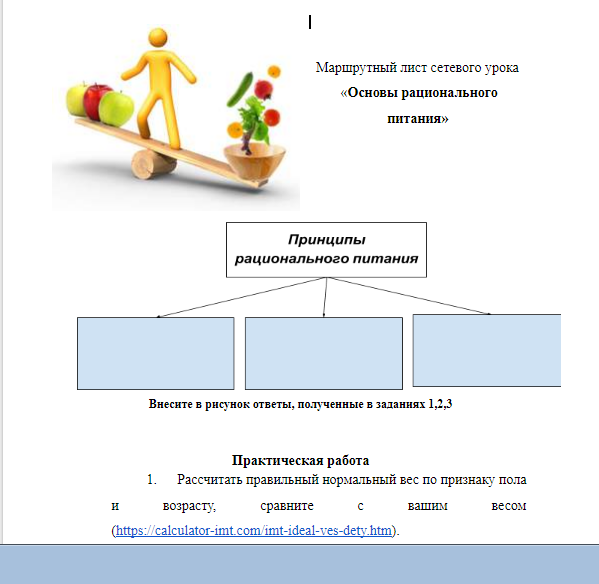 Маршрутный лист сетевого урока
«Основы рационального
питания»
Принципы
рационального питания
Внесите в рисунок ответы, полученные в заданиях 1,2,3
Практическая работа
1. Рассчитать правильный нормальный вес по признаку пола
и возрасту, сравните с вашим весом
(https://calculator-imt.com/imt-ideal-ves-dety.htm).